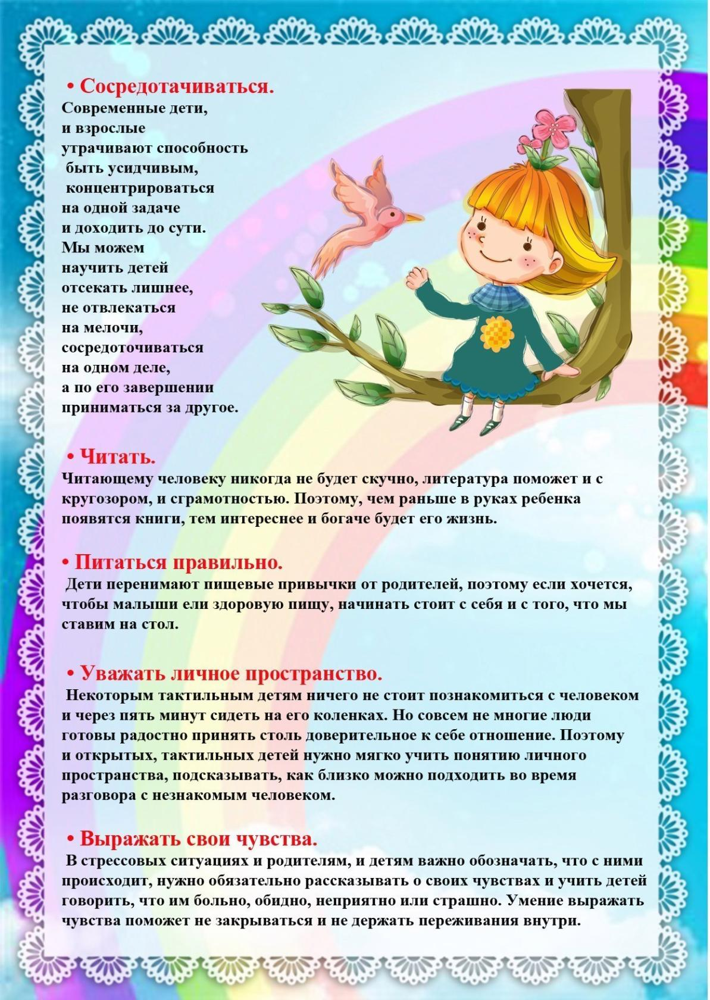 • Сосредотачиваться.
Современные дети,
и взрослые
утрачивают способность
быть усидчивым,
концентрироваться
на одной задаче
и доходить до сути.
Мы можем
научить детей
отсекать лишнее,
не отвлекаться
на мелочи,
сосредоточиваться
на одном деле,
а по его завершении
приниматься за другое.
• Читать.
Читающему человеку никогда не будет скучно, литература поможет и с
кругозором, и сграмотностью. Поэтому, чем раньше в руках ребенка
появятся книги, тем интереснее и богаче будет его жизнь.
• Питаться правильно.
Дети перенимают пищевые привычки от родителей, поэтому если хочется,
чтобы малыши ели здоровую пищу, начинать стоит с себя и с того, что мы
ставим на стол.
• Уважать личное пространство.
Некоторым тактильным детям ничего не стоит познакомиться с человеком
и через пять минут сидеть на его коленках. Но совсем не многие люди
готовы радостно принять столь доверительное к себе отношение. Поэтому
и открытых, тактильных детей нужно мягко учить понятию личного
пространства, подсказывать, как близко можно подходить во время
разговора с незнакомым человеком.
• Выражать свои чувства.
В стрессовых ситуациях и родителям, и детям важно обозначать, что с ними
происходит, нужно обязательно рассказывать о своих чувствах и учить детей
говорить, что им больно, обидно, неприятно или страшно. Умение выражать
чувства поможет не закрываться и не держать переживания внутри.